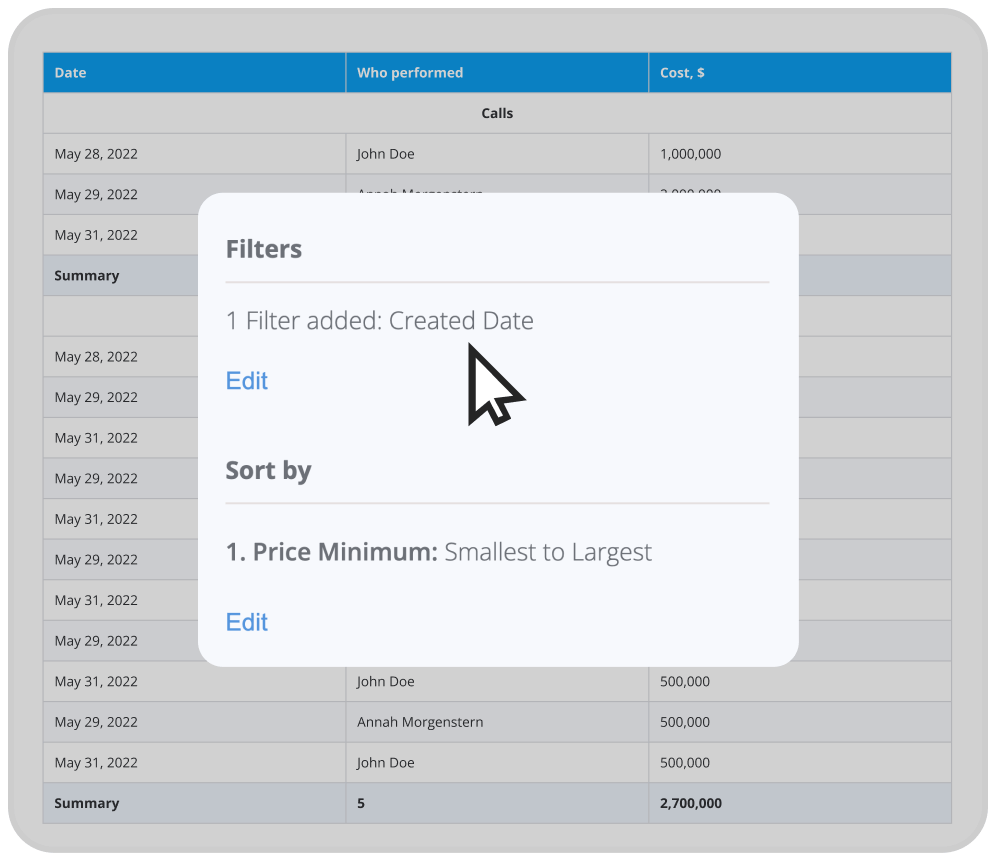 Date Who performed Cost, $
Calls
May 28, 2022 John Doe 1,000,000
May 29, 2022 Annah Morgenstern
May 31, 2022
Summary
Filters
1 Filter added: Created Date
May 28, 2022
Edit
May 29, 2022
May 31, 2022
Sort by
May 29, 2022
May 31, 2022
1. Price Minimum: Smallest to Largest
May 29, 2022
May 31, 2022
Edit
May 29, 2022
May 31, 2022 John Doe 500,000
May 29, 2022 Annah Morgenstern 500,000
May 31, 2022 John Doe 500,000
Summary 5 2,700,000